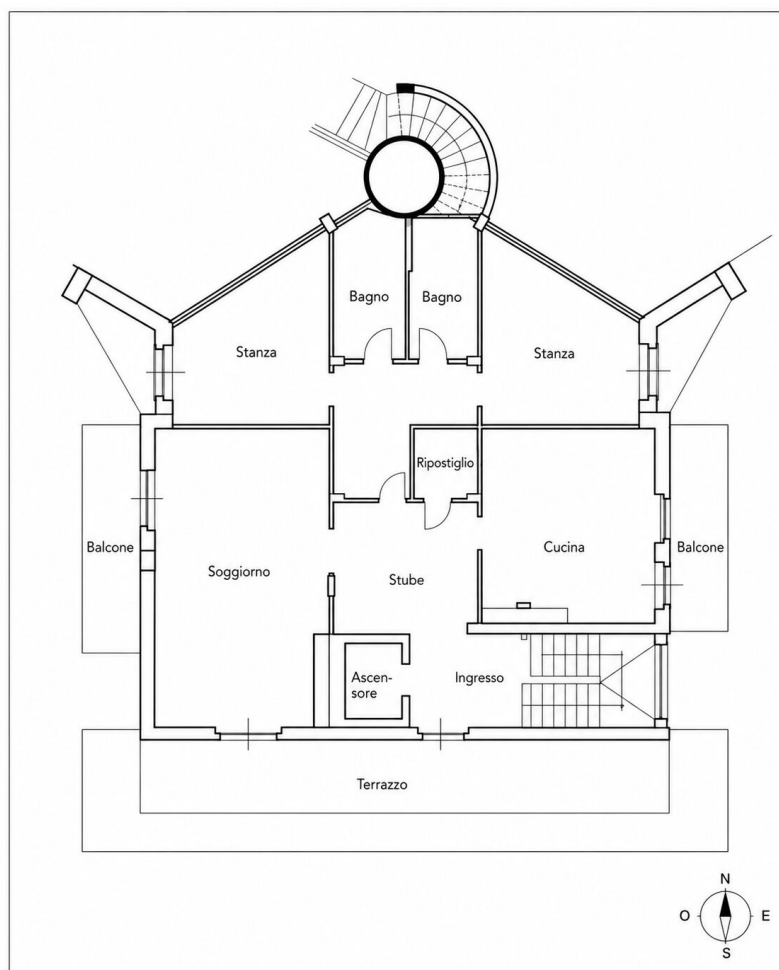 Bagno
Bagno
Stanza
Stanza
Ripostiglio
Balcone
Soggiorno
Stube
Cucina
Balcone
Ascen-
sore
Ingresso
Terrazzo
N
O
E
S